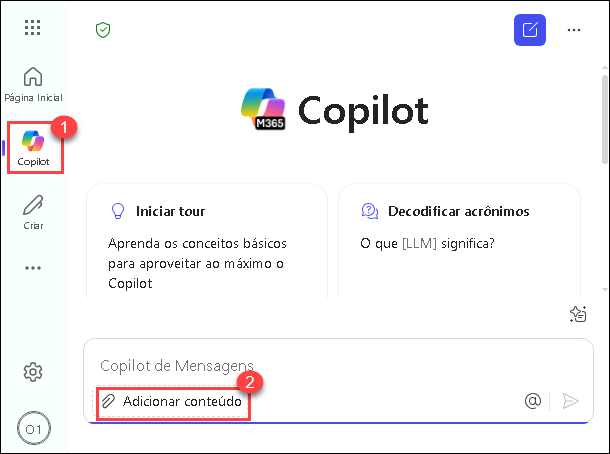 Página Inicial
1
Copilot
Criar
O1
M365
Copilot
Iniciar tour
Aprenda os conceitos básicos
para aproveitar ao máximo o
Copilot
Decodificar acrônimos
O que [LLM] significa?
Copilot de Mensagens
2
Adicionar conteúdo
@